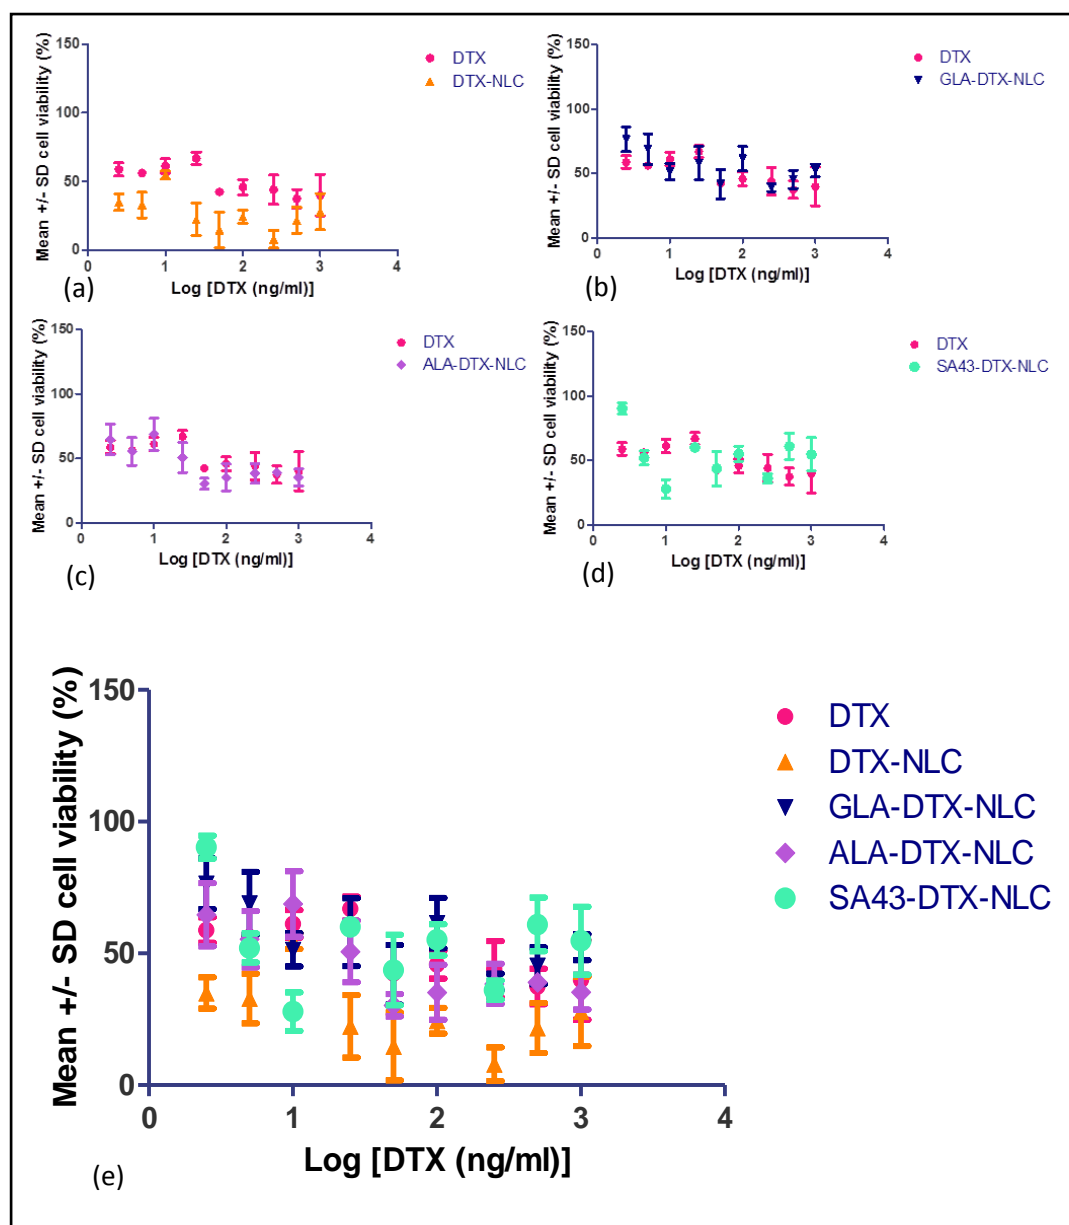 Mean +/- SD cell viability (%)
150
100
50
0
0 1 2 3 4
Log [DTX (ng/ml)]
DTX
DTX-NLC
(a)
Mean +/- SD cell viability (%)
150
100
50
0
0 1 2 3 4
Log [DTX (ng/ml)]
DTX
GLA-DTX-NLC
(b)
Mean +/- SD cell viability (%)
150
100
50
0
0 1 2 3 4
Log [DTX (ng/ml)]
DTX
ALA-DTX-NLC
(c)
Mean +/- SD cell viability (%)
150
100
50
0
0 1 2 3 4
Log [DTX (ng/ml)]
DTX
SA43-DTX-NLC
(d)
Mean +/- SD cell viability (%)
150
100
50
0
0 1 2 3 4
Log [DTX (ng/ml)]
DTX
DTX-NLC
GLA-DTX-NLC
ALA-DTX-NLC
SA43-DTX-NLC
(e)